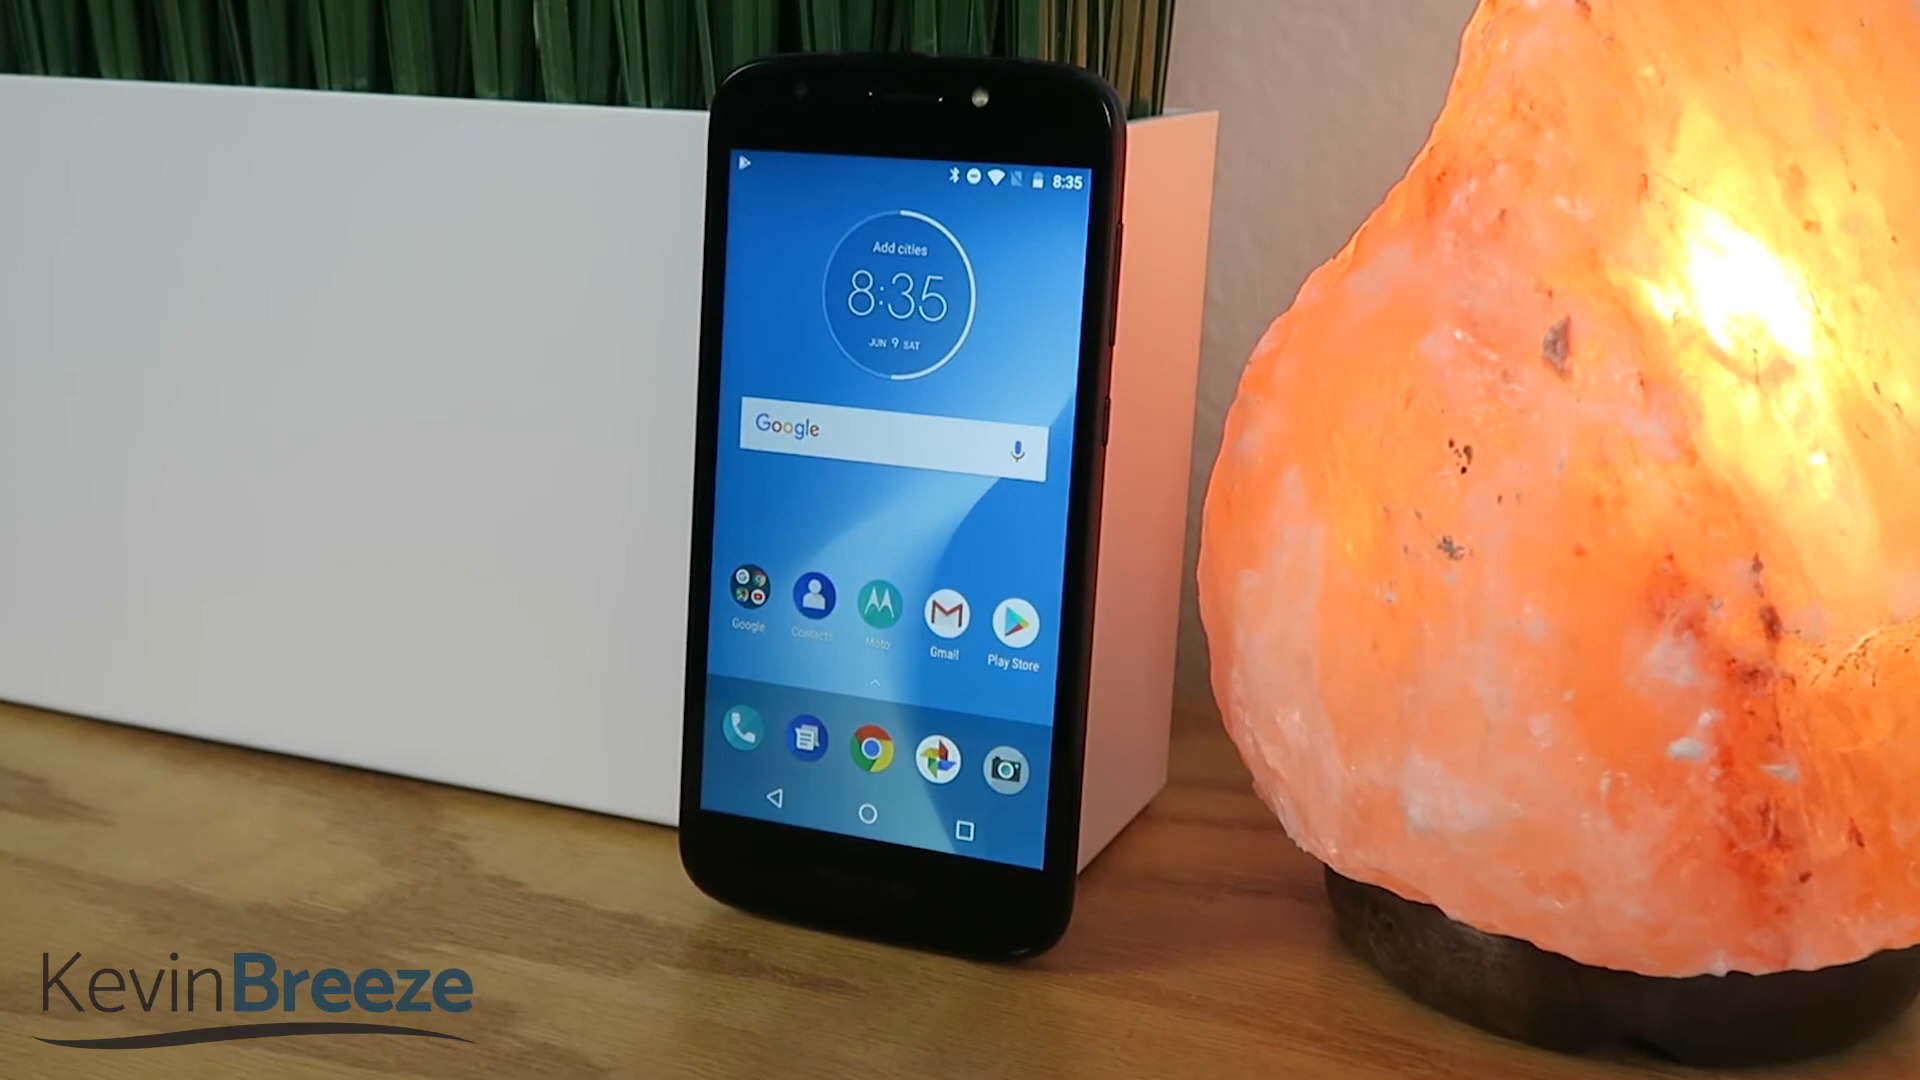 8:35
Add cities
8:35
JUN 9 SAT
Google
Google
Contacts
Moto
Gmail
Play Store
KevinBreeze